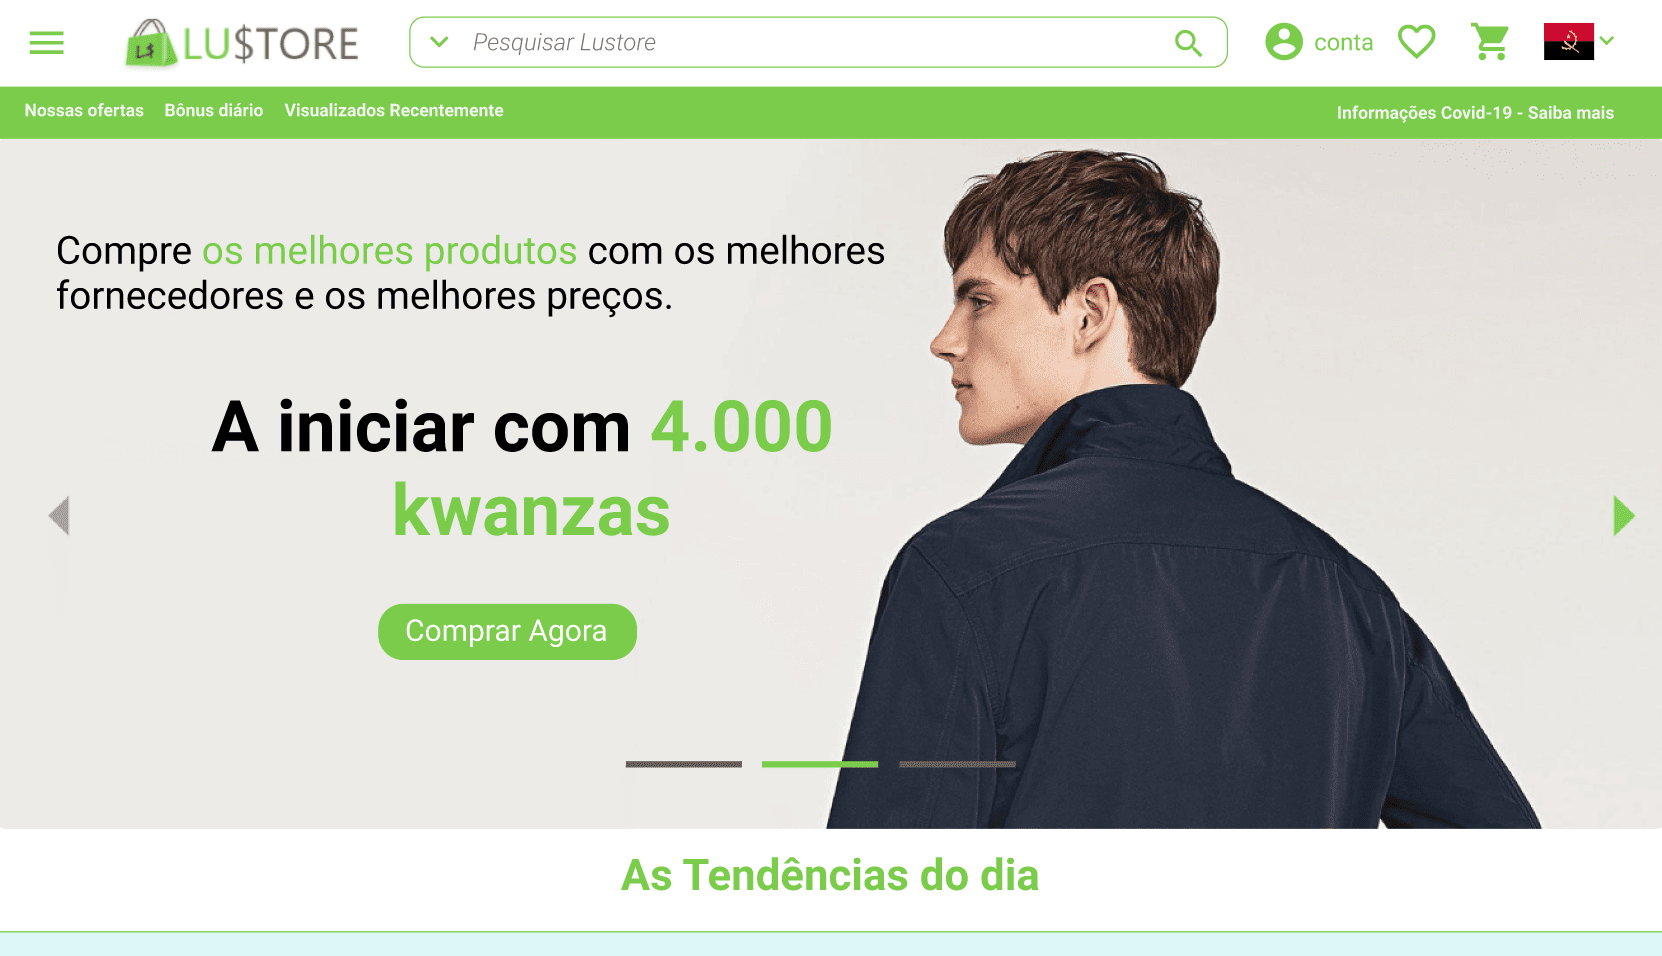 L$ LU$TORE
Pesquisar Lustore
conta
Nossas ofertas Bônus diário Visualizados Recentemente
Informações Covid-19 - Saiba mais
Compre os melhores produtos com os melhores
fornecedores e os melhores preços.
A iniciar com 4.000
kwanzas
Comprar Agora
As Tendências do dia